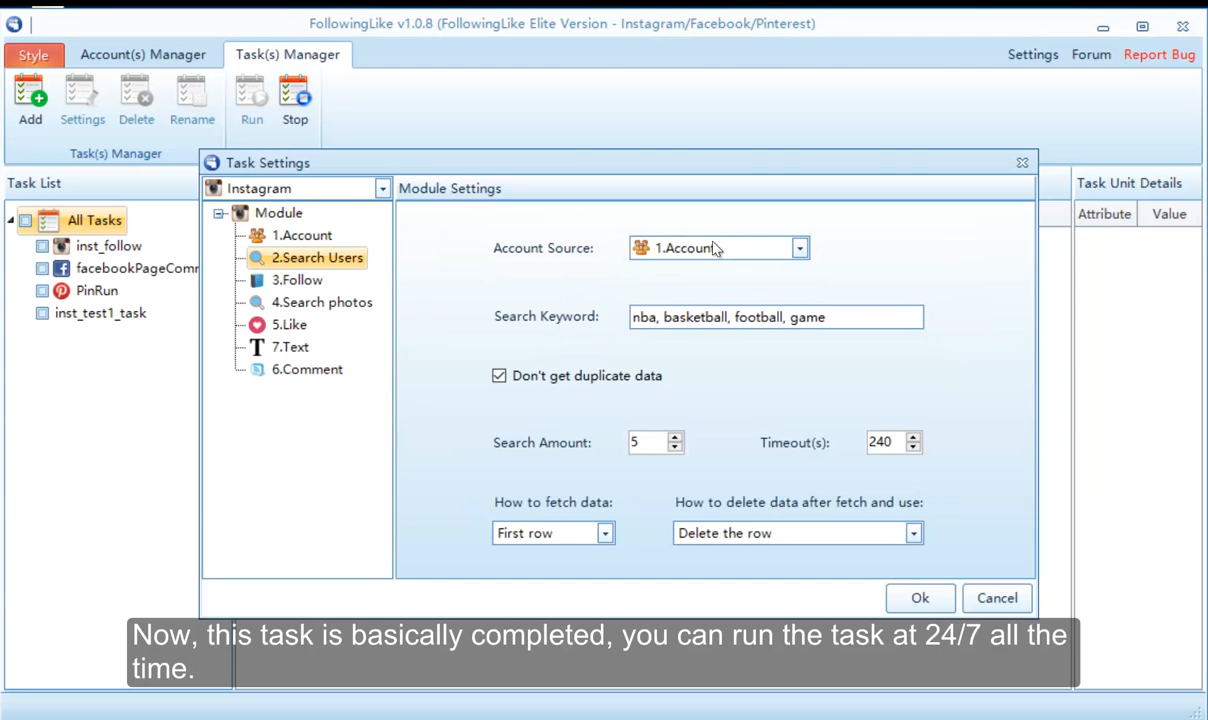 FollowingLike v1.0.8 (FollowingLike Elite Version - Instagram/Facebook/Pinterest)
Style
Account(s) Manager
Task(s) Manager
Settings
Forum
Report Bug
Add
Settings
Delete
Rename
Run
Stop
Task(s) Manager
Task Settings
Task List
Instagram
Module Settings
Task Unit Details
Attribute
Value
All Tasks
inst_follow
facebookPageComm
PinRun
inst_test1_task
Module
1.Account
2.Search Users
3.Follow
4.Search photos
5.Like
T 7.Text
6.Comment
Account Source:
1.Account
Search Keyword:
nba, basketball, football, game
Don't get duplicate data
Search Amount:
5
Timeout(s):
240
How to fetch data:
How to delete data after fetch and use:
First row
Delete the row
Ok
Cancel
Now, this task is basically completed, you can run the task at 24/7 all the
time.